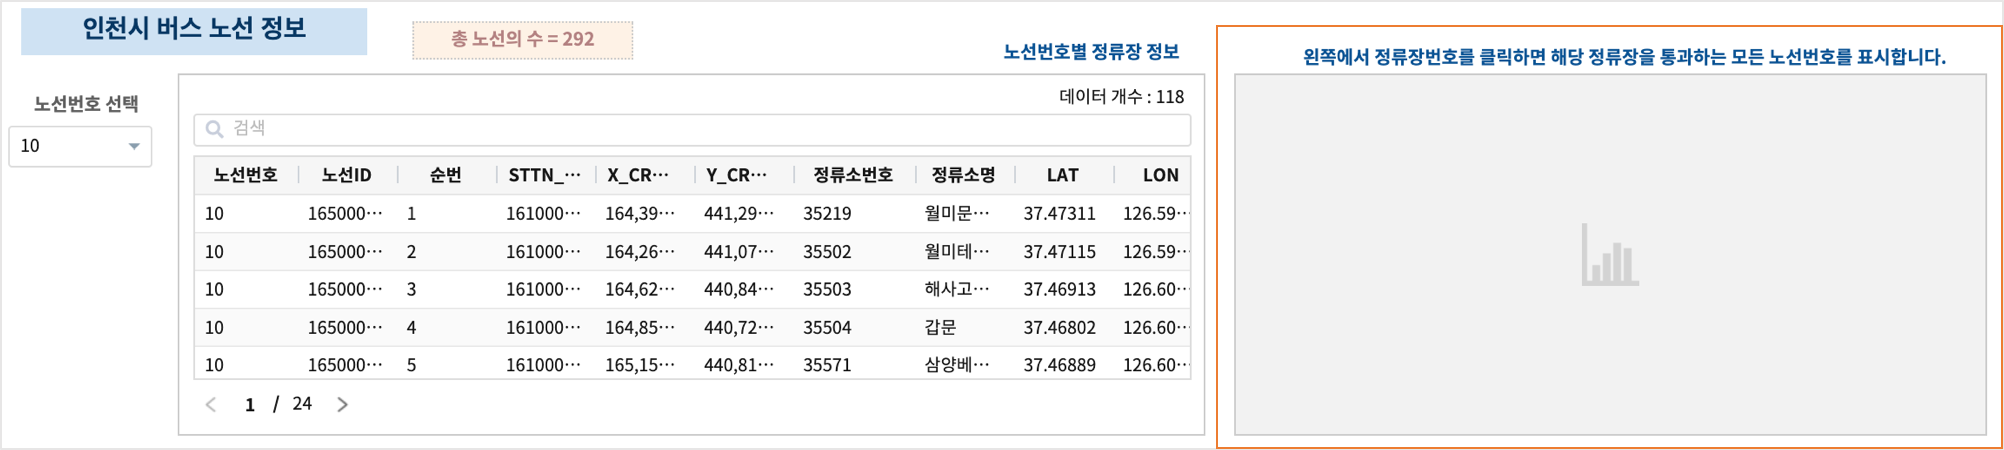 인천시 버스 노선 정보
총 노선의 수 = 292
노선번호 선택
10
노선번호별 정류장 정보
데이터 개수 : 118
검색
노선번호 노선ID 순번 STTN_⋯ X_CR⋯ Y_CR⋯ 정류소번호 정류소명 LAT LON
10 165000⋯ 1 161000⋯ 164,39⋯ 441,29⋯ 35219 월미문⋯ 37.47311 126.59⋯
10 165000⋯ 2 161000⋯ 164,26⋯ 441,07⋯ 35502 월미테⋯ 37.47115 126.59⋯
10 165000⋯ 3 161000⋯ 164,62⋯ 440,84⋯ 35503 해사고⋯ 37.46913 126.60⋯
10 165000⋯ 4 161000⋯ 164,85⋯ 440,72⋯ 35504 갑문 37.46802 126.60⋯
10 165000⋯ 5 161000⋯ 165,15⋯ 440,81⋯ 35571 삼양베⋯ 37.46889 126.60⋯
1 / 24
왼쪽에서 정류장번호를 클릭하면 해당 정류장을 통과하는 모든 노선번호를 표시합니다.